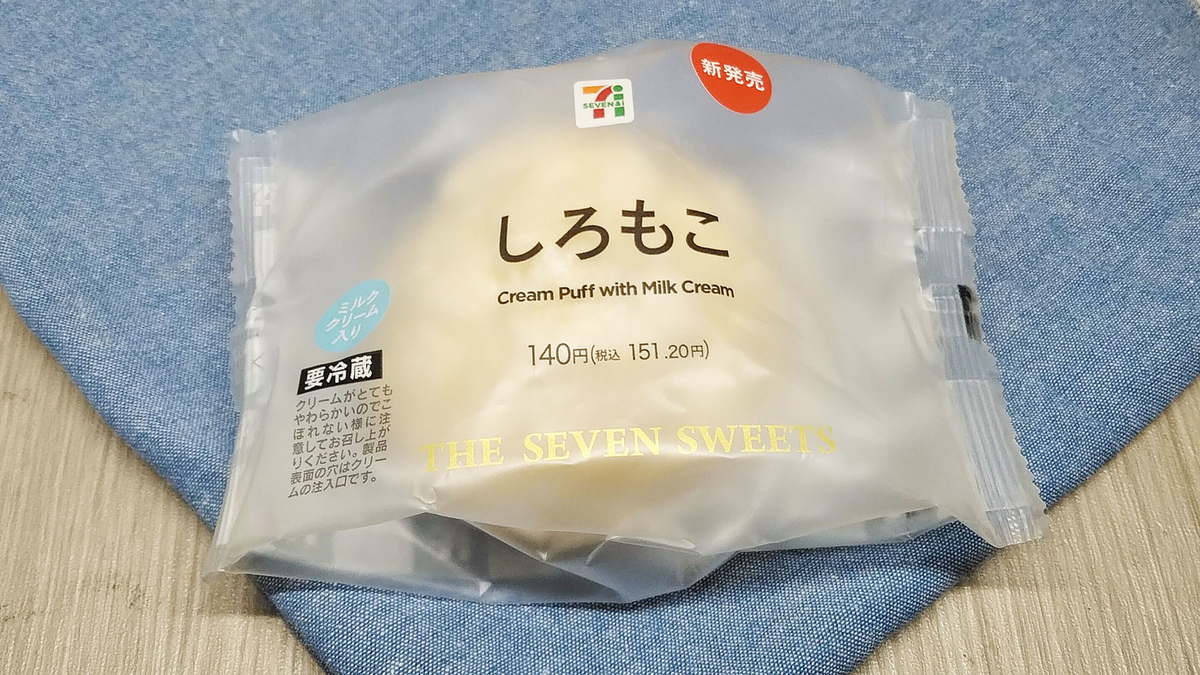 新発売
SEVEN&i
しろもこ
Cream Puff with Milk Cream
140円(税込 151.20円)
ミルク
クリーム
入り
要冷蔵
クリームがとても
やわらかいのでこ
ぼれない様に注
意してお召し上が
りください。製品
表面の穴はクリー
ムの注入口です。
THE SEVEN SWEETS